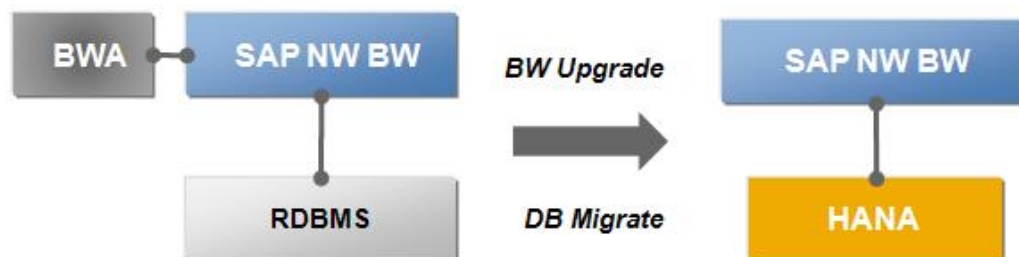 BWA
SAP NW BW
BW Upgrade
SAP NW BW
RDBMS
DB Migrate
HANA